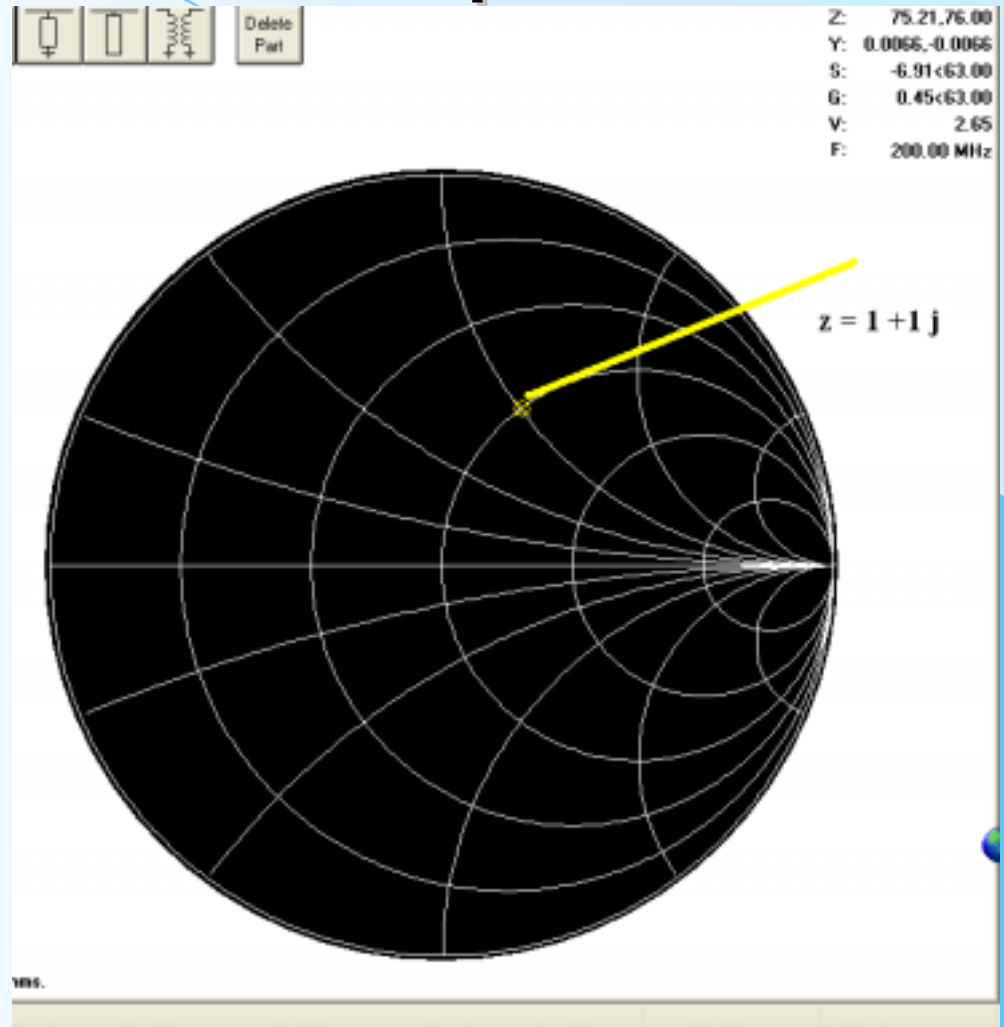 Delete
Part
Z: 75.21,76.00
Y: 0.0066,-0.0066
S: -6.91<63.00
G: 0.45<63.00
V: 2.65
F: 200.00 MHz
z = 1 +1 j